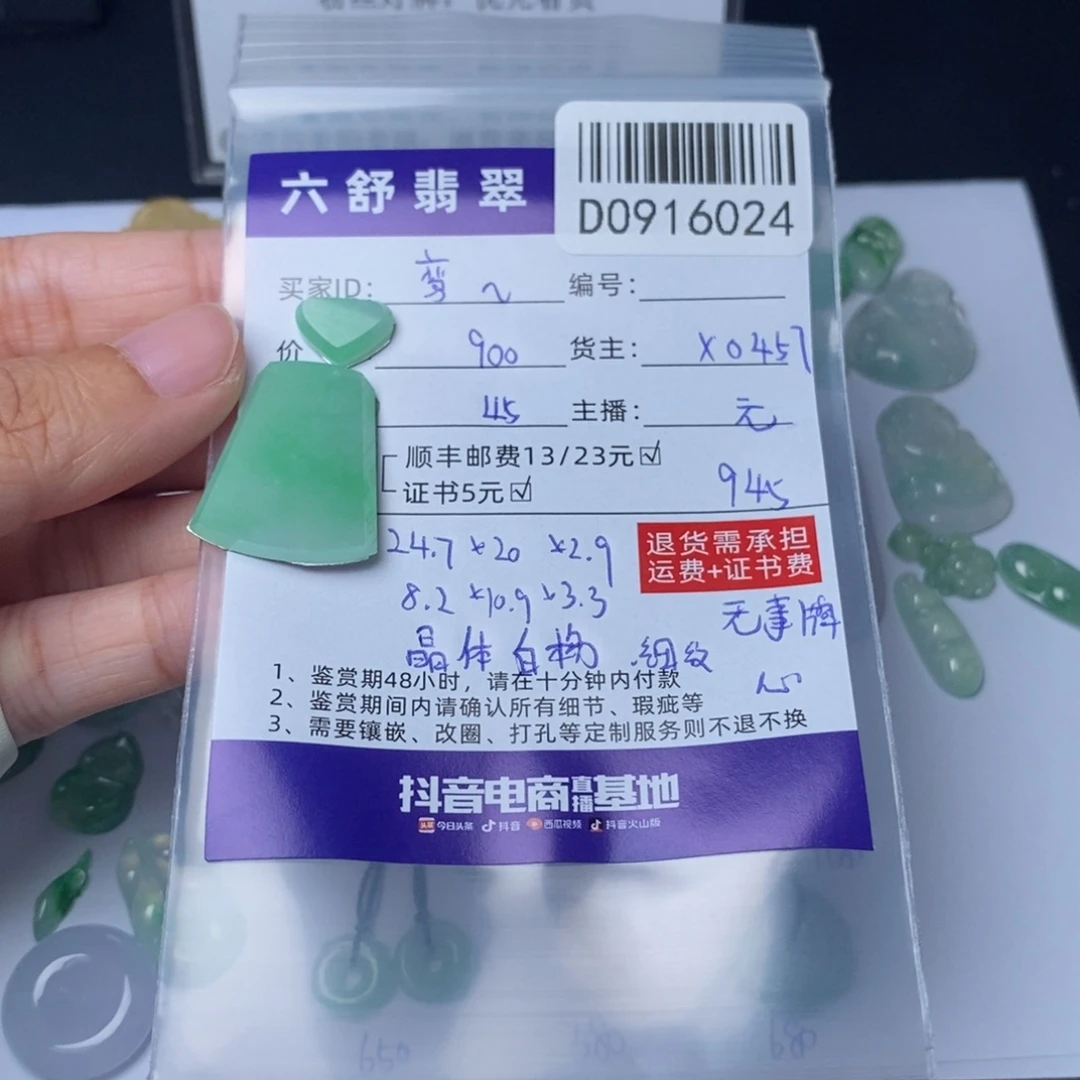 六舒翡翠
D0916024
买家ID: 弯 ~ 编号:
价 900 货主: X0457
45 主播: 元
顺丰邮费13/23元☑
证书5元☑ 945
24.7×20×2.9
退货需承担
运费+证书费
8.2×10.9×3.3
无事牌
晶体 白棉 细纹
心
1、鉴赏期48小时，请在十分钟内付款
2、鉴赏期间内请确认所有细节、瑕疵等
3、需要镶嵌、改圈、打孔等定制服务则不退不换
抖音电商直播基地
头条 今日头条 抖音 西瓜视频 抖音火山版
650
580
680